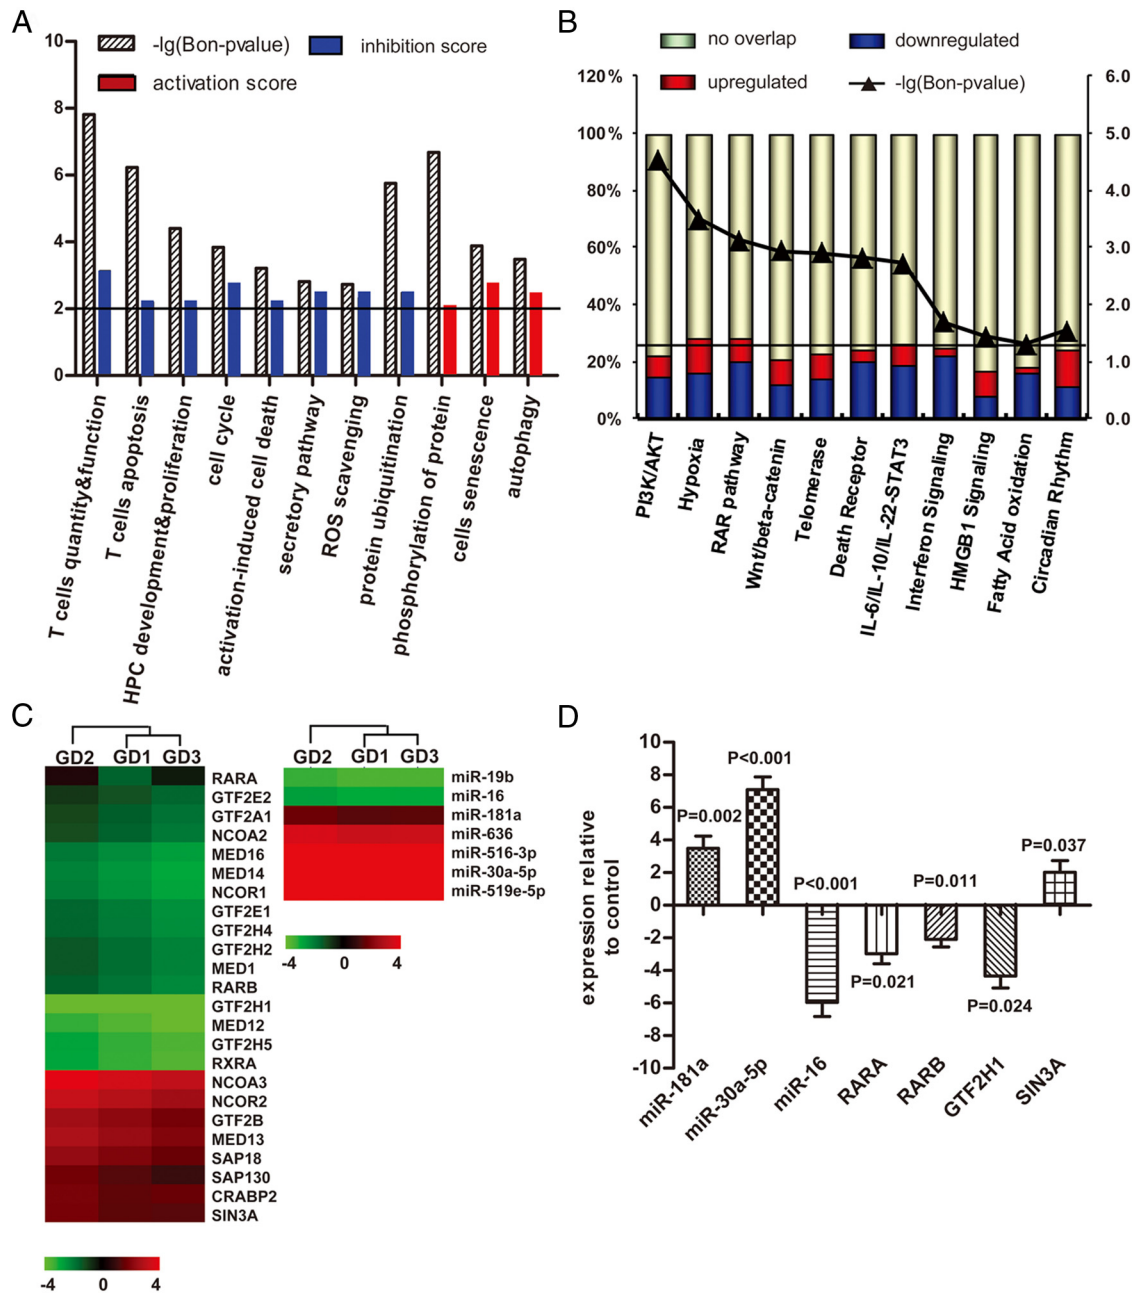 A
10
8
6
4
2
0
-lg(Bon-pvalue)
inhibition score
activation score
T cells quantity&function
T cells apoptosis
HPC development&proliferation
cell cycle
activation-induced cell death
secretory pathway
ROS scavenging
protein ubiquitination
phosphorylation of protein
cells senescence
autophagy
B
no overlap
downregulated
upregulated
-lg(Bon-pvalue)
120%
100%
80%
60%
40%
20%
0%
6.0
5.0
4.0
3.0
2.0
1.0
0.0
PI3K/AKT
Hypoxia
RAR pathway
Wnt/beta-catenin
Telomerase
Death Receptor
IL-6/IL-10/IL-22-STAT3
Interferon Signaling
HMGB1 Signaling
Fatty Acid oxidation
Circadian Rhythm
C
GD2 GD1 GD3
RARA
GTF2E2
GTF2A1
NCOA2
MED16
MED14
NCOR1
GTF2E1
GTF2H4
GTF2H2
MED1
RARB
GTF2H1
MED12
GTF2H5
RXRA
NCOA3
NCOR2
GTF2B
MED13
SAP18
SAP130
CRABP2
SIN3A
-4 0 4
GD2 GD1 GD3
miR-19b
miR-16
miR-181a
miR-636
miR-516-3p
miR-30a-5p
miR-519e-5p
-4 0 4
D
expression relative
to control
10
8
6
4
2
0
-2
-4
-6
-8
-10
P=0.002
P<0.001
P<0.001
P=0.021
P=0.011
P=0.024
P=0.037
miR-181a
miR-30a-5p
miR-16
RARA
RARB
GTF2H1
SIN3A